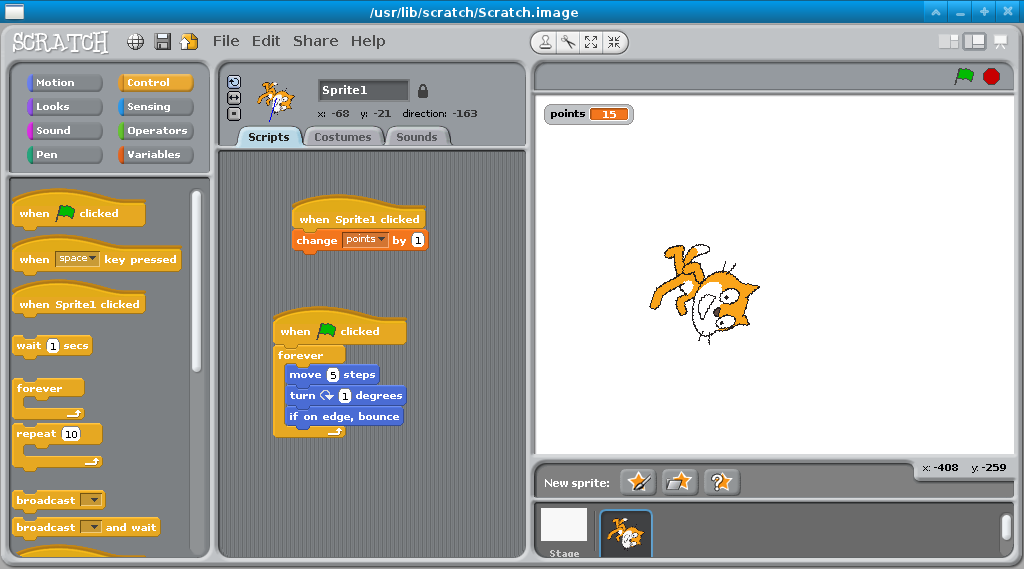 /usr/lib/scratch/Scratch.image
SCRATCH File Edit Share Help
Motion Control
Looks Sensing
Sound Operators
Pen Variables
when clicked
when space key pressed
when Sprite1 clicked
wait 1 secs
forever
repeat 10
broadcast
broadcast and wait
Sprite1
x: -68 y: -21 direction: -163
Scripts Costumes Sounds
when Sprite1 clicked
change points by 1
when clicked
forever
move 5 steps
turn 1 degrees
if on edge, bounce
points 15
x: -408 y: -259
New sprite:
Stage